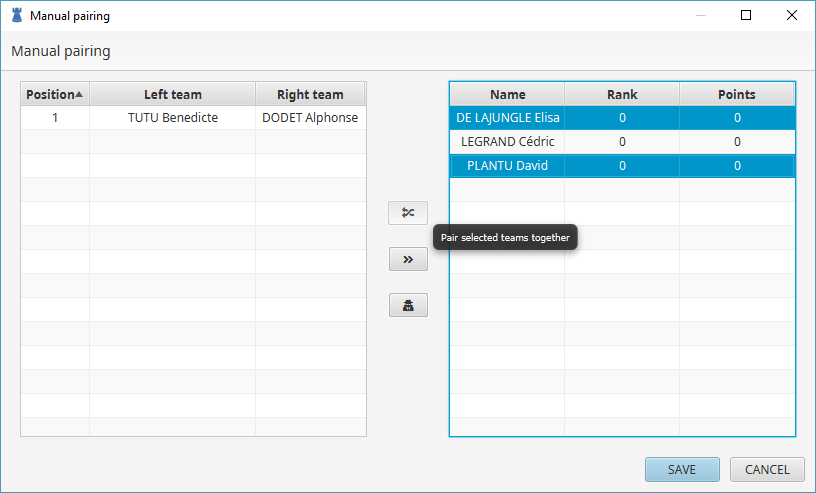 Manual pairing
Manual pairing
Position Left team Right team
1 TUTU Benedicte DODET Alphonse
Name Rank Points
DE LAJUNGLE Elisa 0 0
LEGRAND Cédric 0 0
PLANTU David 0 0
Pair selected teams together
SAVE CANCEL